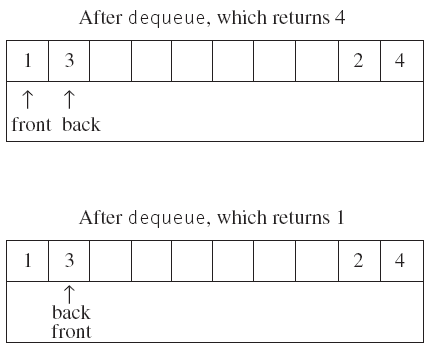 After dequeue, which returns 4
1 3 2 4
↑ ↑
front back
After dequeue, which returns 1
1 3 2 4
↑
back
front